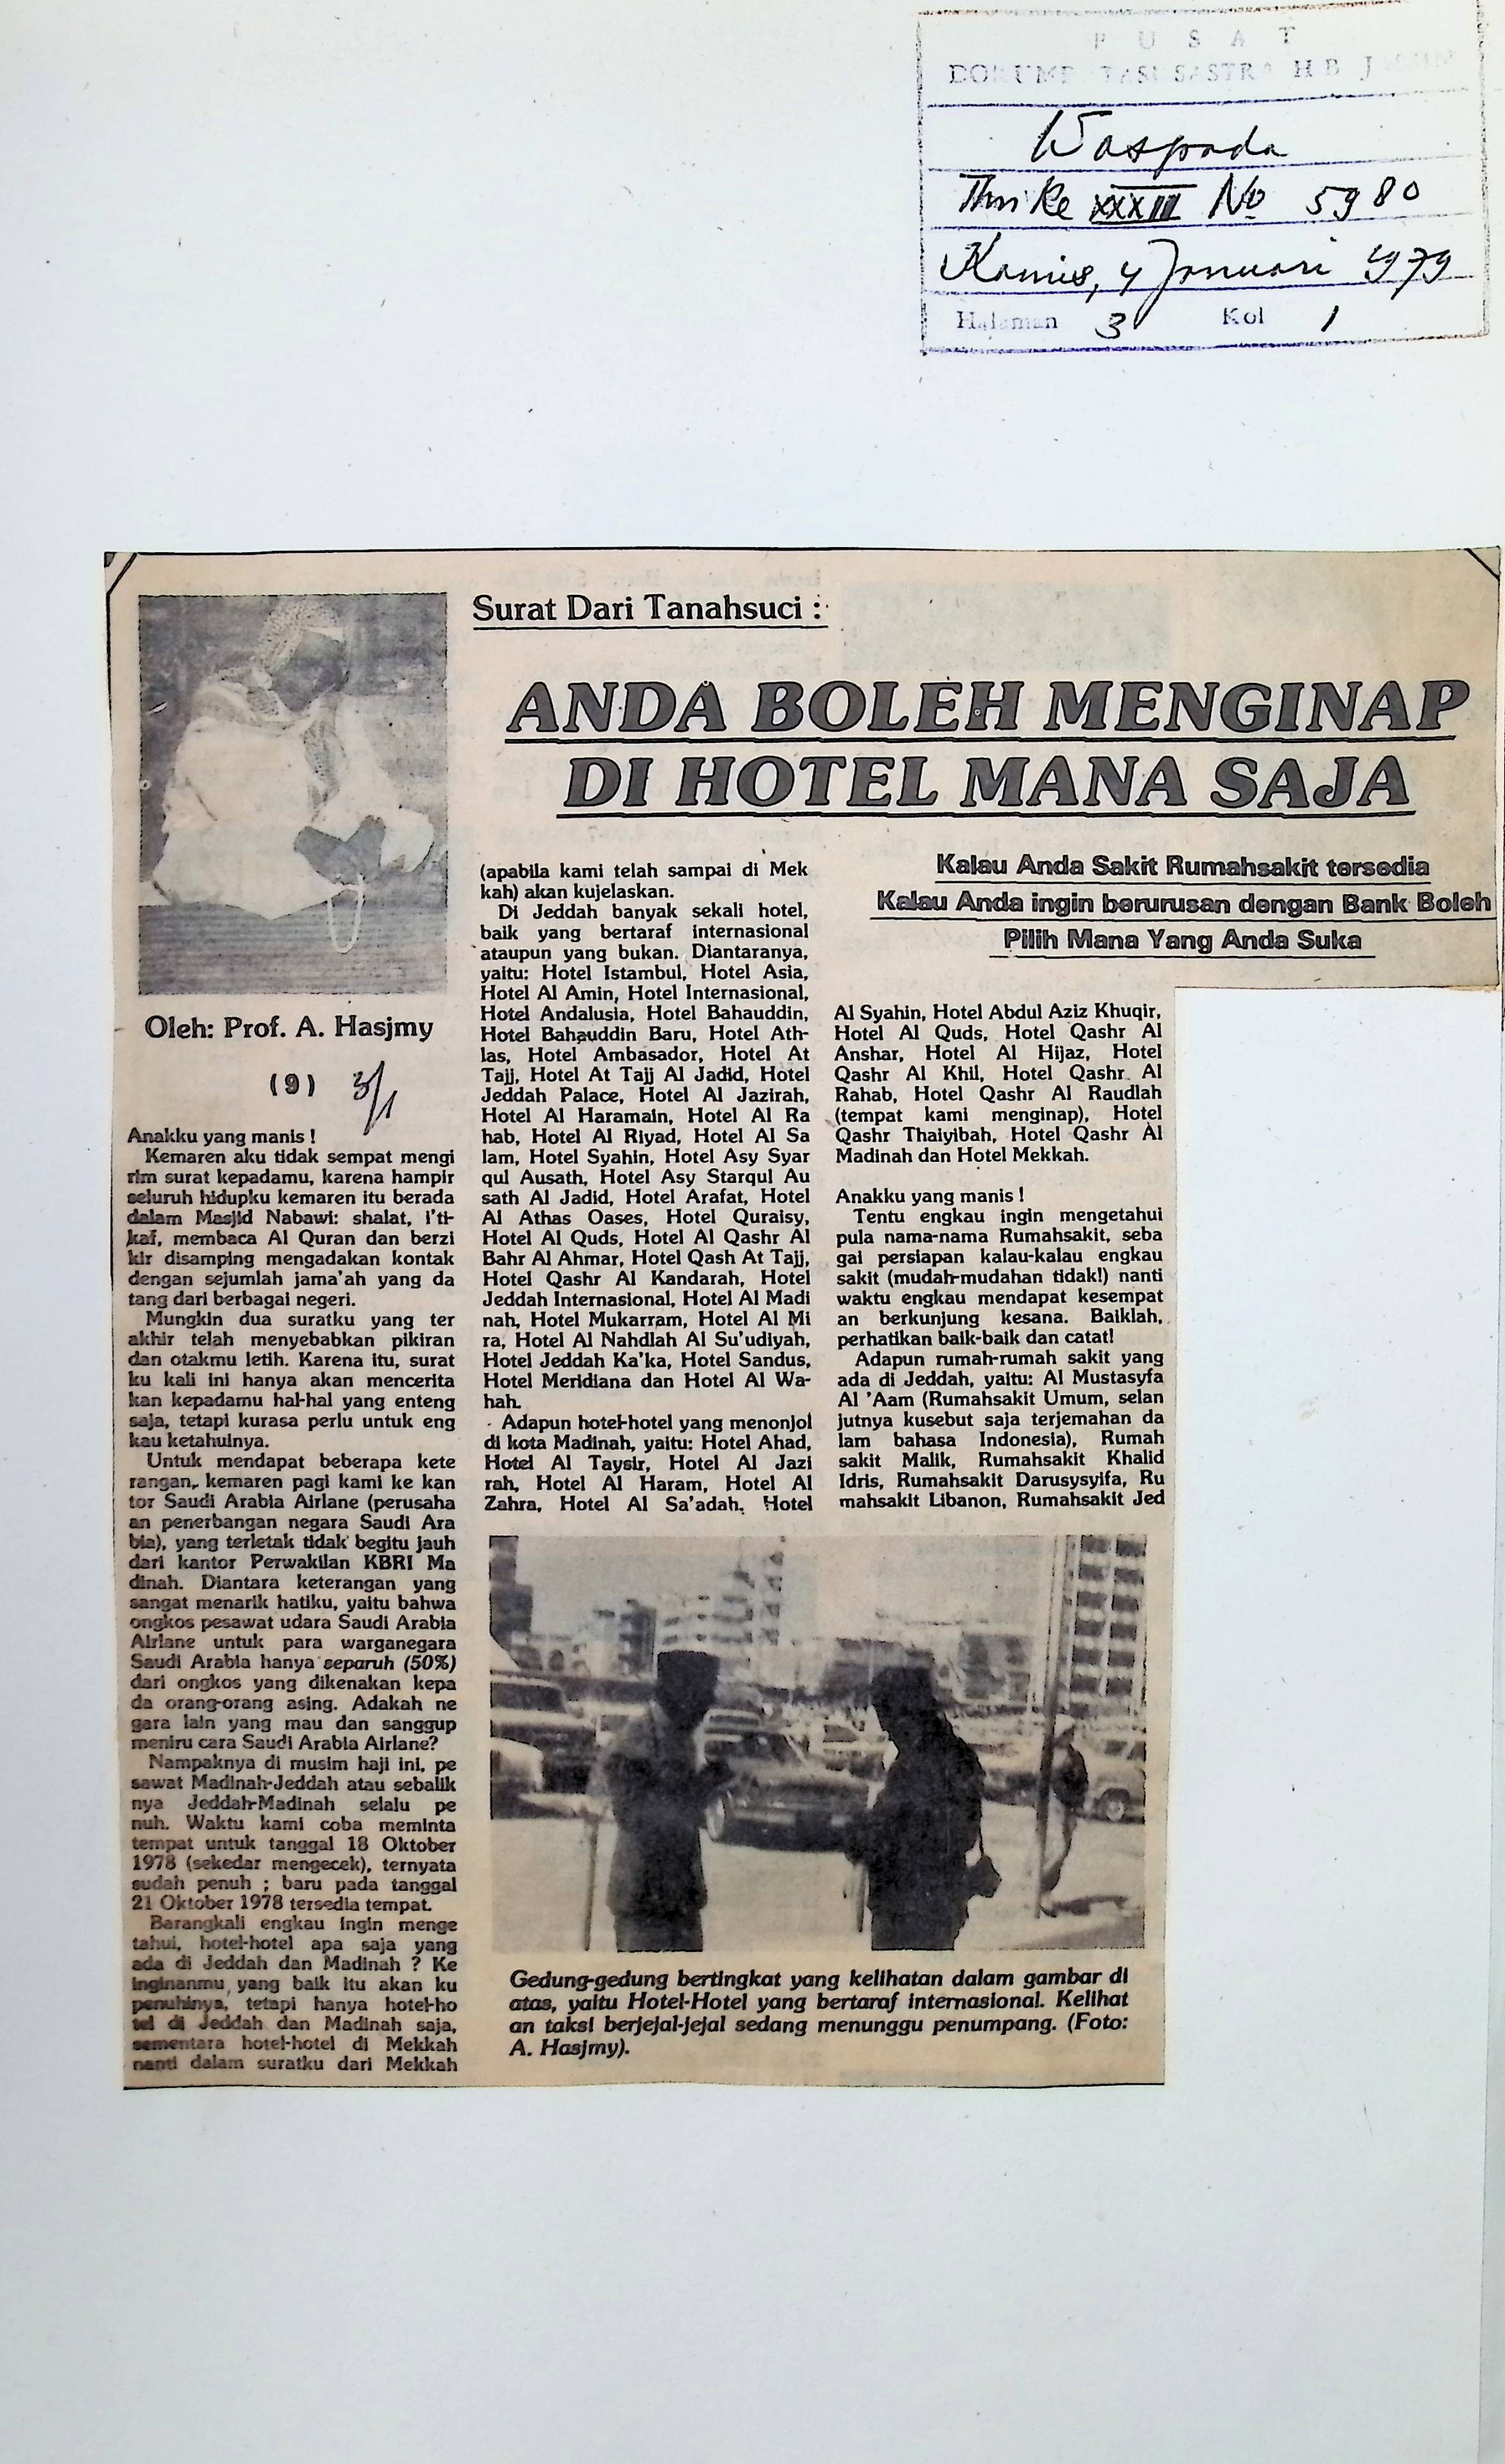 P U S A T
DOKUMENTASI SASTRA H B JASSIN
Waspada
Thn Ke XXXIII No 5980
Kamis, 4 Januari 1979
Halaman 3 Kol 1
Surat Dari Tanahsuci :
ANDA BOLEH MENGINAP
DI HOTEL MANA SAJA
Kalau Anda Sakit Rumahsakit tersedia
Kalau Anda ingin berurusan dengan Bank Boleh
Pilih Mana Yang Anda Suka
Oleh: Prof. A. Hasjmy
(9) 3/1
Anakku yang manis !
Kemaren aku tidak sempat mengi
rim surat kepadamu, karena hampir
seluruh hidupku kemaren itu berada
dalam Masjid Nabawi: shalat, i'ti-
kaf, membaca Al Quran dan berzi
kir disamping mengadakan kontak
dengan sejumlah jama'ah yang da
tang dari berbagai negeri.
Mungkin dua suratku yang ter
akhir telah menyebabkan pikiran
dan otakmu letih. Karena itu, surat
ku kali ini hanya akan mencerita
kan kepadamu hal-hal yang enteng
saja, tetapi kurasa perlu untuk eng
kau ketahuinya.
Untuk mendapat beberapa kete
rangan, kemaren pagi kami ke kan
tor Saudi Arabia Airlane (perusaha
an penerbangan negara Saudi Ara
bia), yang terletak tidak begitu jauh
dari kantor Perwakilan KBRI Ma
dinah. Diantara keterangan yang
sangat menarik hatiku, yaitu bahwa
ongkos pesawat udara Saudi Arabia
Airlane untuk para warganegara
Saudi Arabia hanya separuh (50%)
dari ongkos yang dikenakan kepa
da orang-orang asing. Adakah ne
gara lain yang mau dan sanggup
meniru cara Saudi Arabia Airlane?
Nampaknya di musim haji ini, pe
sawat Madinah-Jeddah atau sebalik
nya Jeddah-Madinah selalu pe
nuh. Waktu kami coba meminta
tempat untuk tanggal 18 Oktober
1978 (sekedar mengecek), ternyata
sudah penuh ; baru pada tanggal
21 Oktober 1978 tersedia tempat.
Barangkali engkau ingin menge
tahui, hotel-hotel apa saja yang
ada di Jeddah dan Madinah ? Ke
inginanmu yang baik itu akan ku
penuhinya, tetapi hanya hotel-ho
tel di Jeddah dan Madinah saja,
sementara hotel-hotel di Mekkah
nanti dalam suratku dari Mekkah
(apabila kami telah sampai di Mek
kah) akan kujelaskan.
Di Jeddah banyak sekali hotel,
baik yang bertaraf internasional
ataupun yang bukan. Diantaranya,
yaitu: Hotel Istambul, Hotel Asia,
Hotel Al Amin, Hotel Internasional,
Hotel Andalusia, Hotel Bahauddin,
Hotel Bahauddin Baru, Hotel Ath-
las, Hotel Ambasador, Hotel At
Tajj, Hotel At Tajj Al Jadid, Hotel
Jeddah Palace, Hotel Al Jazirah,
Hotel Al Haramain, Hotel Al Ra
hab, Hotel Al Riyad, Hotel Al Sa
lam, Hotel Syahin, Hotel Asy Syar
qul Ausath, Hotel Asy Starqul Au
sath Al Jadid, Hotel Arafat, Hotel
Al Athas Oases, Hotel Quraisy,
Hotel Al Quds, Hotel Al Qashr Al
Bahr Al Ahmar, Hotel Qash At Tajj,
Hotel Qashr Al Kandarah, Hotel
Jeddah Internasional, Hotel Al Madi
nah, Hotel Mukarram, Hotel Al Mi
ra, Hotel Al Nahdlah Al Su'udiyah,
Hotel Jeddah Ka'ka, Hotel Sandus,
Hotel Meridiana dan Hotel Al Wa-
hah.
Adapun hotel-hotel yang menonjol
di kota Madinah, yaitu: Hotel Ahad,
Hotel Al Taysir, Hotel Al Jazi
rah, Hotel Al Haram, Hotel Al
Zahra, Hotel Al Sa'adah, Hotel
Al Syahin, Hotel Abdul Aziz Khuqir,
Hotel Al Quds, Hotel Qashr Al
Anshar, Hotel Al Hijaz, Hotel
Qashr Al Khil, Hotel Qashr Al
Rahab, Hotel Qashr Al Raudlah
(tempat kami menginap), Hotel
Qashr Thaiyibah, Hotel Qashr Al
Madinah dan Hotel Mekkah.
Anakku yang manis !
Tentu engkau ingin mengetahui
pula nama-nama Rumahsakit, seba
gai persiapan kalau-kalau engkau
sakit (mudah-mudahan tidak!) nanti
waktu engkau mendapat kesempat
an berkunjung kesana. Baiklah,
perhatikan baik-baik dan catat!
Adapun rumah-rumah sakit yang
ada di Jeddah, yaitu: Al Mustasyfa
Al 'Aam (Rumahsakit Umum, selan
jutnya kusebut saja terjemahan da
lam bahasa Indonesia), Rumah
sakit Malik, Rumahsakit Khalid
Idris, Rumahsakit Darusysyifa, Ru
mahsakit Libanon, Rumahsakit Jed
Gedung-gedung bertingkat yang kelihatan dalam gambar di
atas, yaitu Hotel-Hotel yang bertaraf internasional. Kelihat
an taksi berjejal-jejal sedang menunggu penumpang. (Foto:
A. Hasjmy).